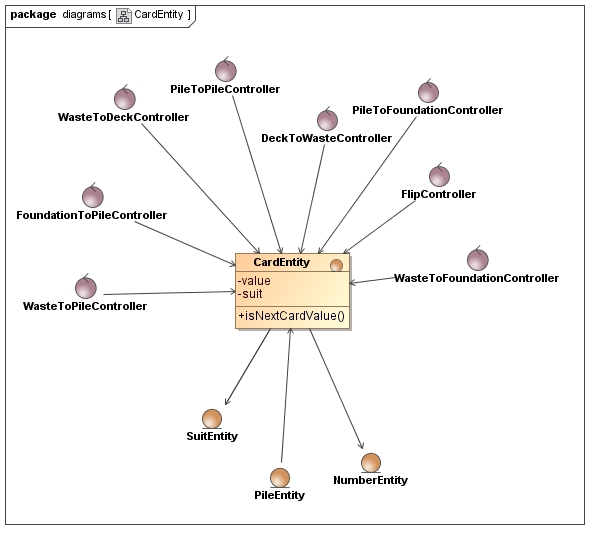 package diagrams [ CardEntity ]
PileToPileController
WasteToDeckController
PileToFoundationController
DeckToWasteController
FlipController
FoundationToPileController
CardEntity
-value
-suit
+isNextCardValue()
WasteToFoundationController
WasteToPileController
SuitEntity
NumberEntity
PileEntity